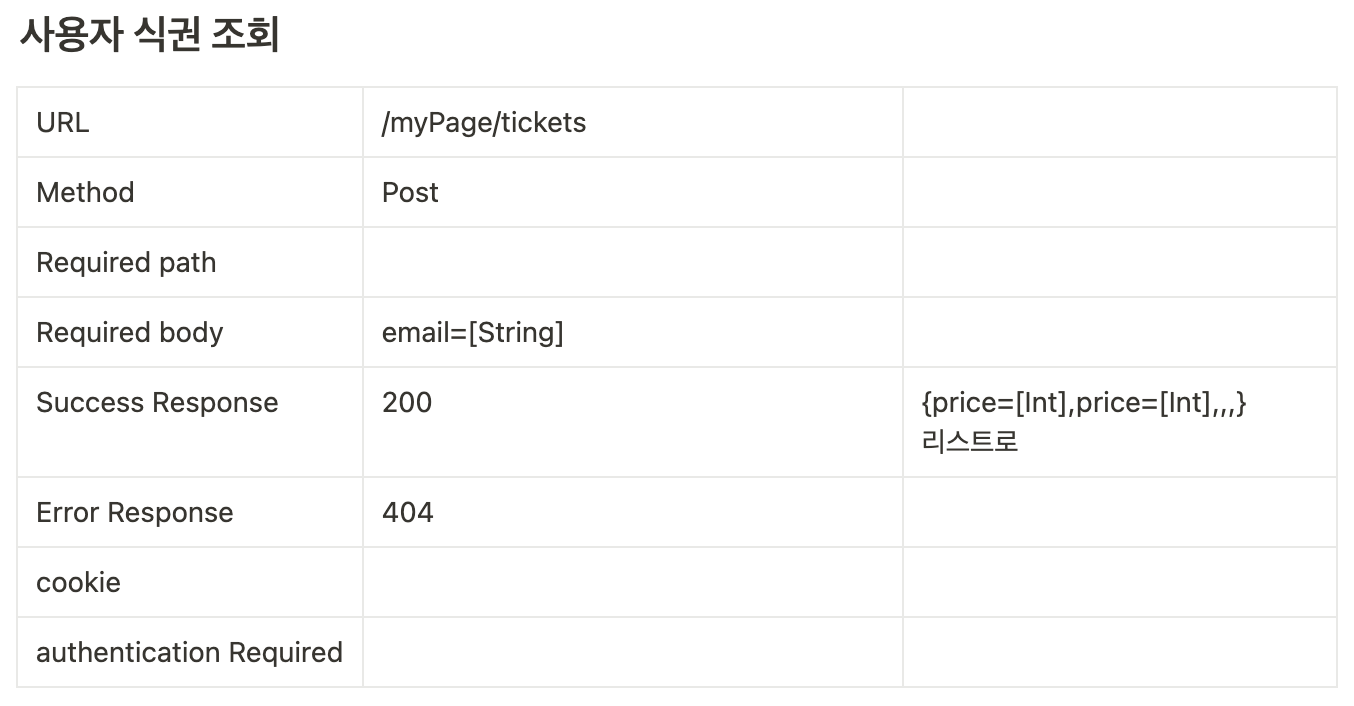 사용자 식권 조회
URL /myPage/tickets
Method Post
Required path
Required body email=[String]
Success Response 200 {price=[Int],price=[Int],,,}
리스트로
Error Response 404
cookie
authentication Required